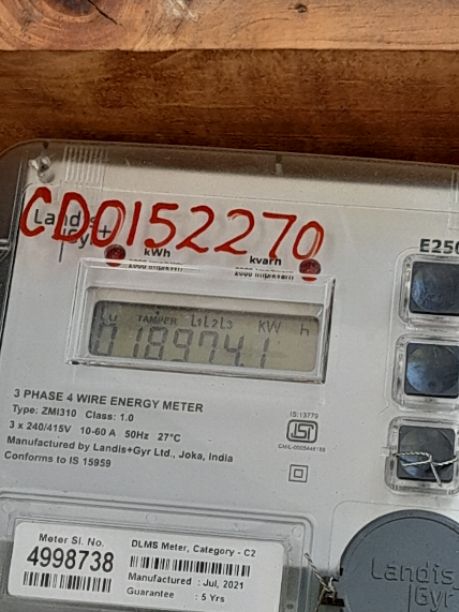 CD0152270
Landis+
Gyr+
kWh
kvarh
E250
TAMPER L1L2L3 KW h
018974.1
3 PHASE 4 WIRE ENERGY METER
Type: ZMI310 Class: 1.0
3 x 240/415V 10-60 A 50Hz 27°C
Manufactured by Landis+Gyr Ltd., Joka, India
Conforms to IS 15959
IS:13779
Meter Sl. No.
4998738
DLMS Meter, Category - C2
Manufactured : Jul, 2021
Guarantee : 5 Yrs
Landis
Gyr